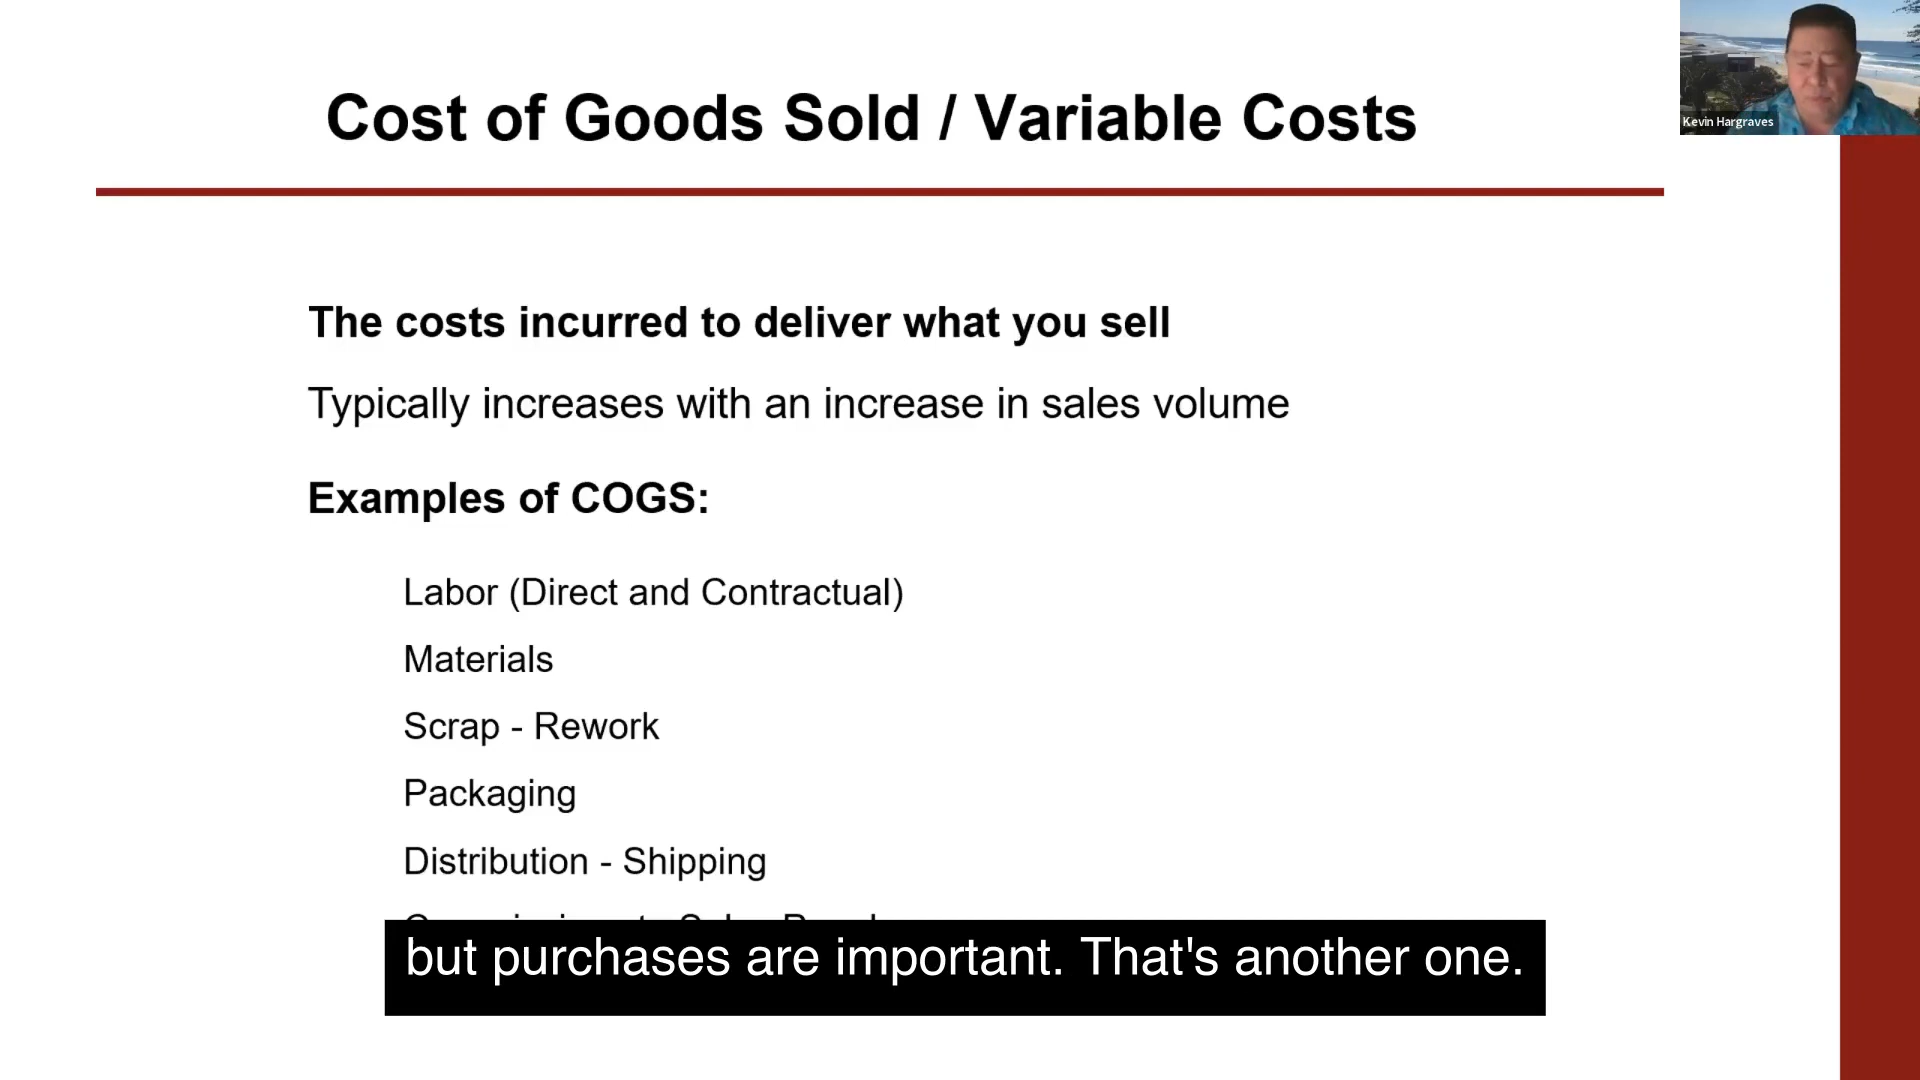 Cost of Goods Sold / Variable Costs
Kevin Hargraves
The costs incurred to deliver what you sell
Typically increases with an increase in sales volume
Examples of COGS:
Labor (Direct and Contractual)
Materials
Scrap - Rework
Packaging
Distribution - Shipping
but purchases are important. That's another one.